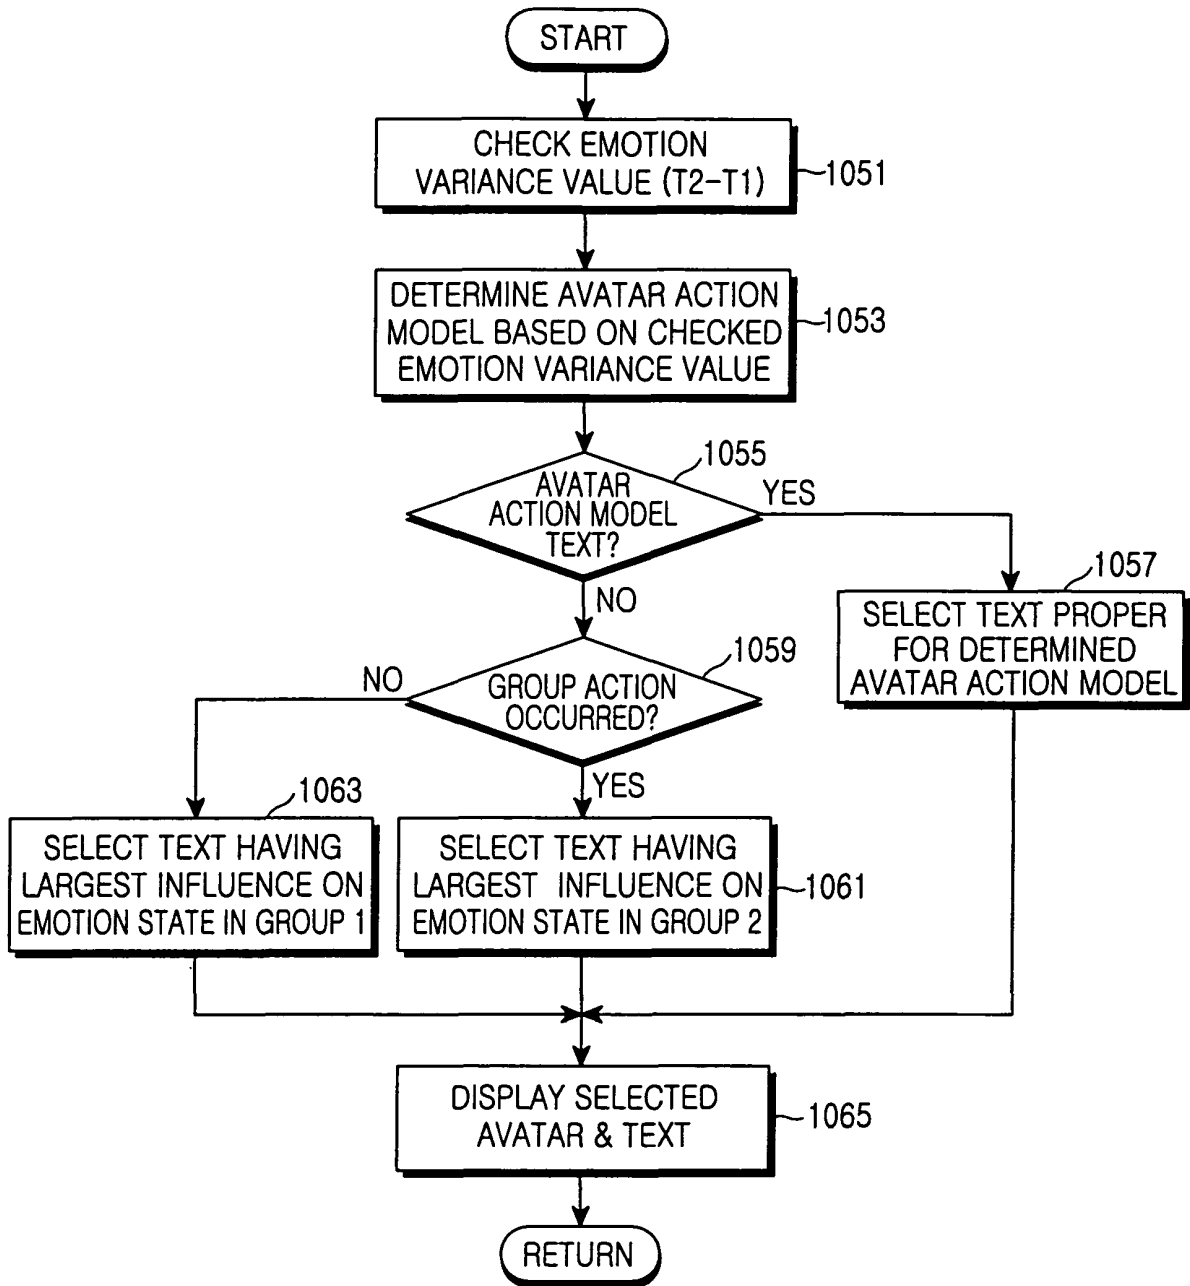 START
CHECK EMOTION
VARIANCE VALUE (T2-T1)
1051
DETERMINE AVATAR ACTION
MODEL BASED ON CHECKED
EMOTION VARIANCE VALUE
1053
1055
AVATAR
ACTION MODEL
TEXT?
YES
NO
1057
SELECT TEXT PROPER
FOR DETERMINED
AVATAR ACTION MODEL
1059
GROUP ACTION
OCCURRED?
NO
YES
1063
SELECT TEXT HAVING
LARGEST INFLUENCE ON
EMOTION STATE IN GROUP 1
SELECT TEXT HAVING
LARGEST INFLUENCE ON
EMOTION STATE IN GROUP 2
1061
DISPLAY SELECTED
AVATAR & TEXT
1065
RETURN